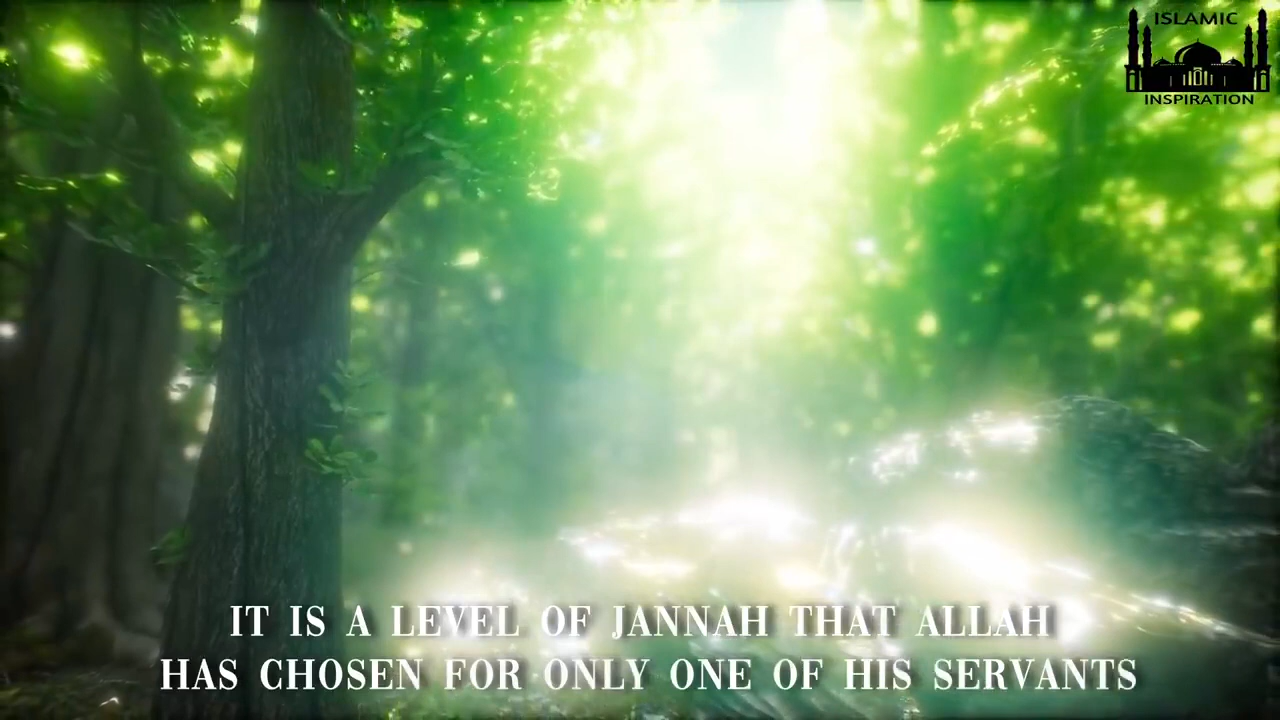 ISLAMIC
INSPIRATION
IT IS A LEVEL OF JANNAH THAT ALLAH
HAS CHOSEN FOR ONLY ONE OF HIS SERVANTS